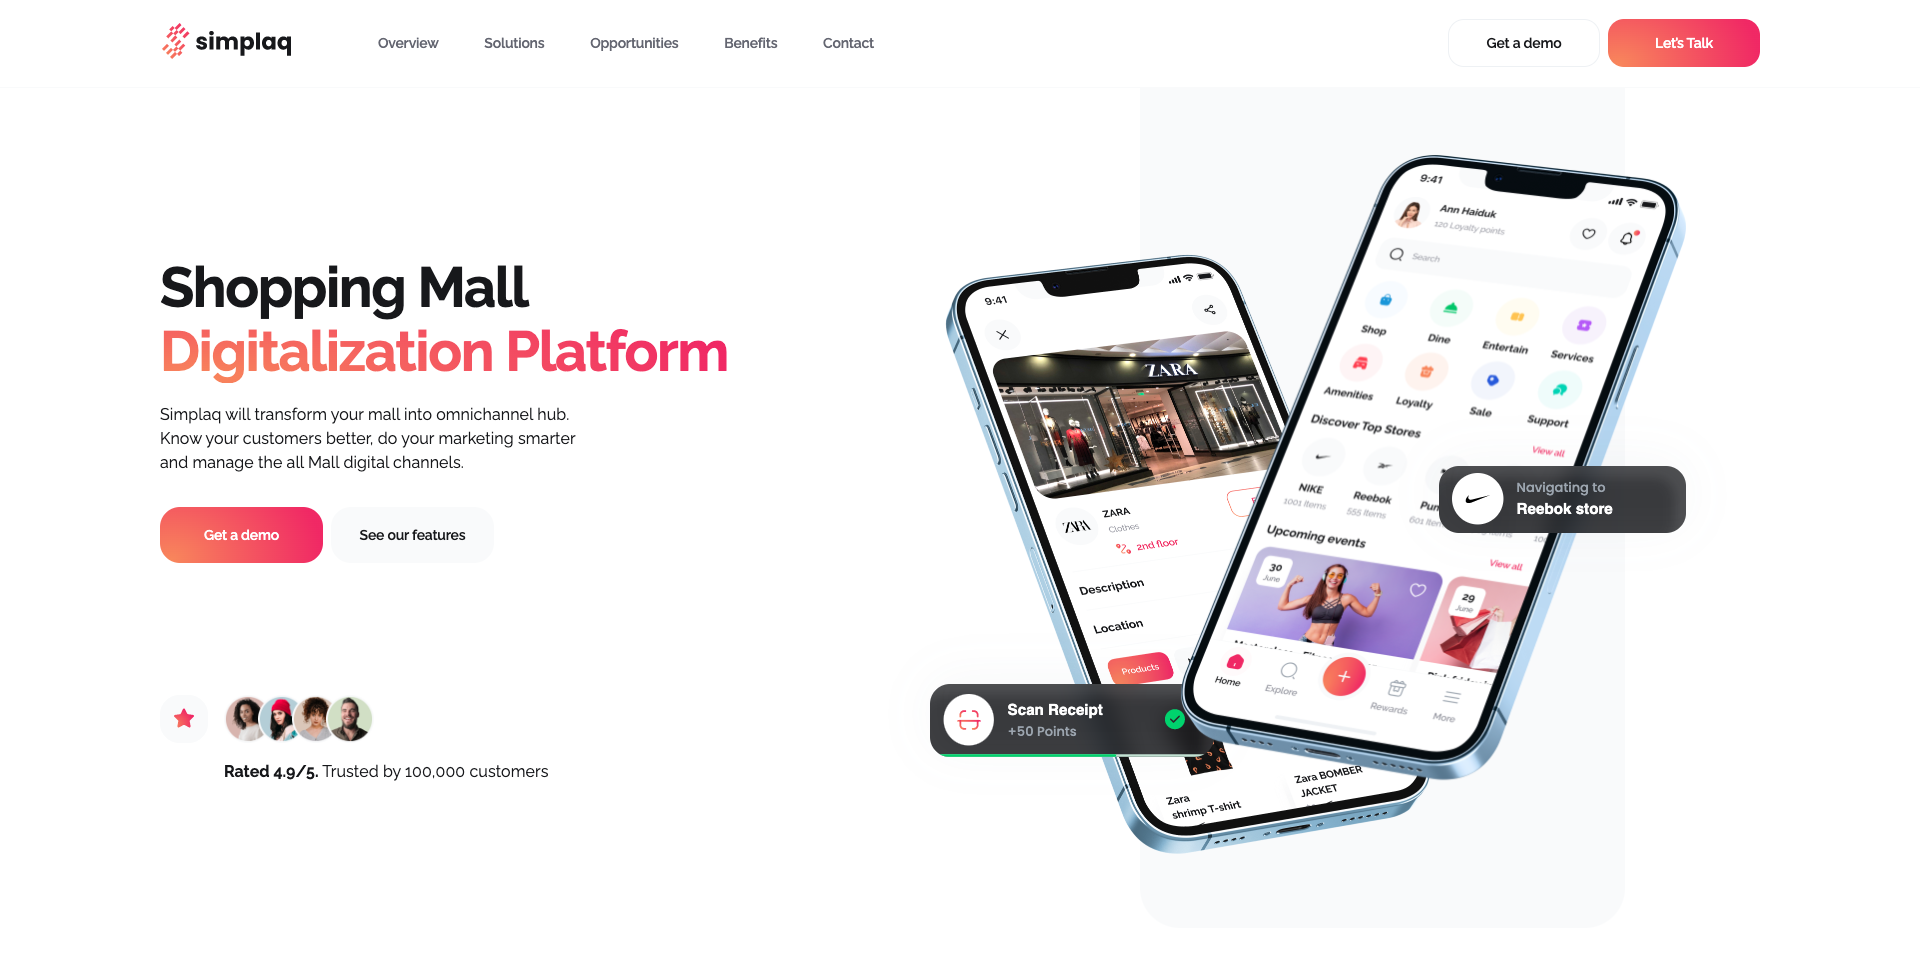 simplaq
Overview
Solutions
Opportunities
Benefits
Contact
Get a demo
Let's Talk
Shopping Mall
Digitalization Platform
Simplaq will transform your mall into omnichannel hub.
Know your customers better, do your marketing smarter
and manage the all Mall digital channels.
Get a demo
See our features
Rated 4.9/5. Trusted by 100,000 customers
9:41
ZARA
ZARA
ZARA
Clothes
2nd floor
Description
Location
Products
Scan Receipt
+50 Points
Zara
shrimp T-shirt
Zara BOMBER
JACKET
9:41
Ann Haiduk
120 Loyalty points
Search
Shop
Dine
Entertain
Services
Amenities
Loyalty
Sale
Support
Discover Top Stores
View all
NIKE
1001 Items
Reebok
555 Items
Navigating to
Reebok store
Upcoming events
View all
30
June
29
June
Home
Explore
Rewards
More